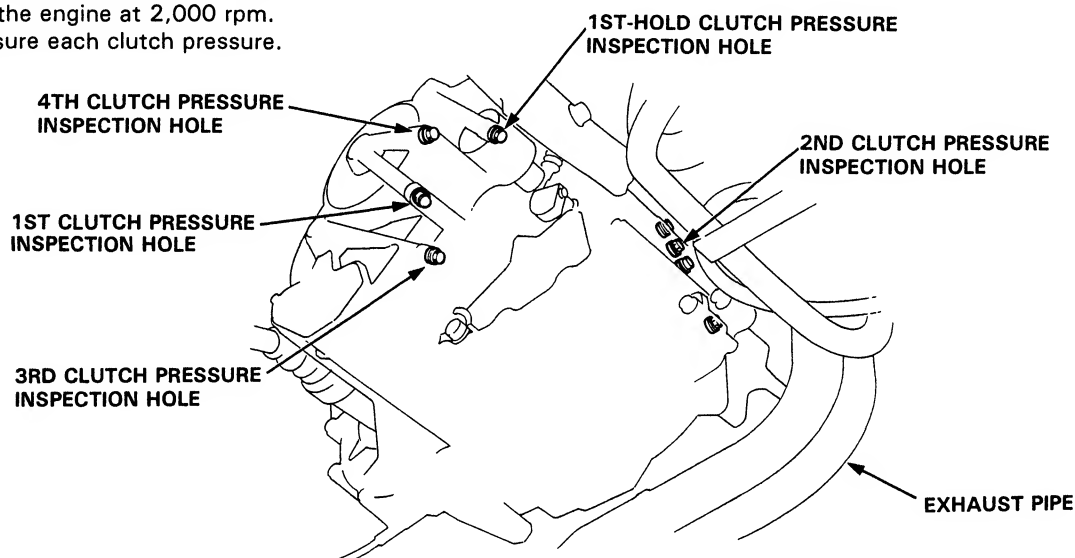 the engine at 2,000 rpm.
sure each clutch pressure.
1ST-HOLD CLUTCH PRESSURE
INSPECTION HOLE
4TH CLUTCH PRESSURE
INSPECTION HOLE
2ND CLUTCH PRESSURE
INSPECTION HOLE
1ST CLUTCH PRESSURE
INSPECTION HOLE
3RD CLUTCH PRESSURE
INSPECTION HOLE
EXHAUST PIPE